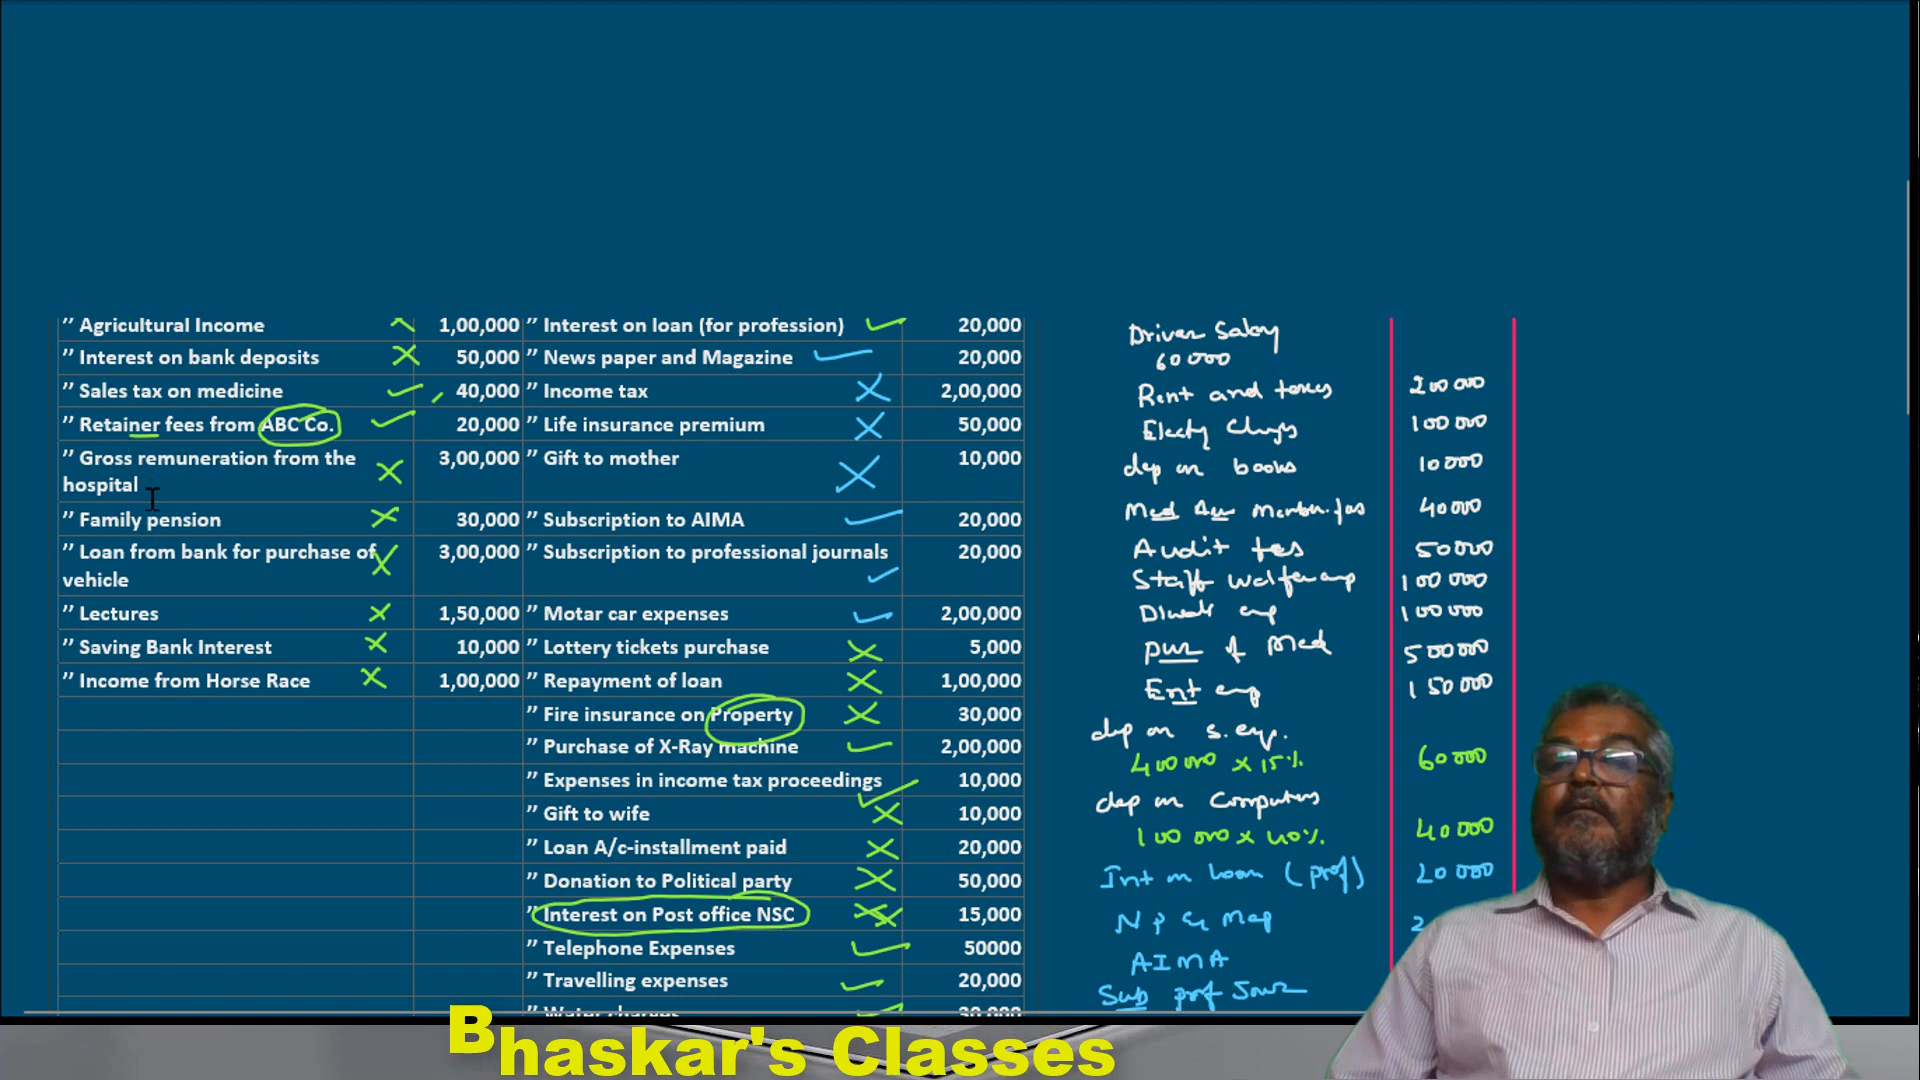 ” Agricultural Income 1,00,000 ” Interest on loan (for profession) 20,000
” Interest on bank deposits 50,000 ” News paper and Magazine 20,000
” Sales tax on medicine 40,000 ” Income tax 2,00,000
” Retainer fees from ABC Co. 20,000 ” Life insurance premium 50,000
” Gross remuneration from the 3,00,000 ” Gift to mother 10,000
hospital
” Family pension 30,000 ” Subscription to AIMA 20,000
” Loan from bank for purchase of 3,00,000 ” Subscription to professional journals 20,000
vehicle
” Lectures 1,50,000 ” Motar car expenses 2,00,000
” Saving Bank Interest 10,000 ” Lottery tickets purchase 5,000
” Income from Horse Race 1,00,000 ” Repayment of loan 1,00,000
” Fire insurance on Property 30,000
” Purchase of X-Ray machine 2,00,000
” Expenses in income tax proceedings 10,000
” Gift to wife 10,000
” Loan A/c-installment paid 20,000
” Donation to Political party 50,000
” Interest on Post office NSC 15,000
” Telephone Expenses 50000
” Travelling expenses 20,000
” Water charges 30,000
Driver Salary
60000
Rent and taxes 200000
100000
dep on books 10000
40000
Audit fees 50000
Staff 100000
100000
pur of Med 500000
Ent exp 150000
dep on s. exp.
400000 x 15% 60000
dep on Computers
100000 x 40% 40000
Int on loan (prof) 20000
N p & Mag 2
AIMA
Sub prof Jour
Bhaskar's Classes